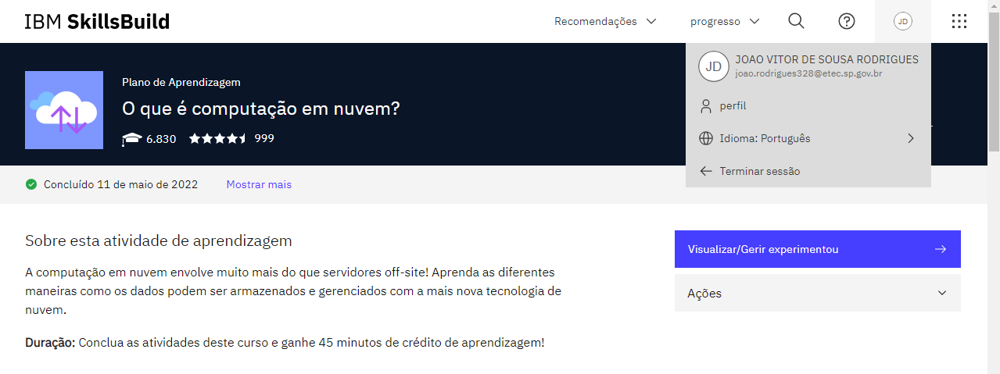 IBM SkillsBuild
Recomendações
progresso
JD
JD
JOAO VITOR DE SOUSA RODRIGUES
joao.rodrigues328@etec.sp.gov.br
perfil
Idioma: Português
Terminar sessão
Plano de Aprendizagem
O que é computação em nuvem?
6.830
999
Concluído 11 de maio de 2022
Mostrar mais
Sobre esta atividade de aprendizagem
A computação em nuvem envolve muito mais do que servidores off-site! Aprenda as diferentes
maneiras como os dados podem ser armazenados e gerenciados com a mais nova tecnologia de
nuvem.
Duração: Conclua as atividades deste curso e ganhe 45 minutos de crédito de aprendizagem!
Visualizar/Gerir experimentou
Ações